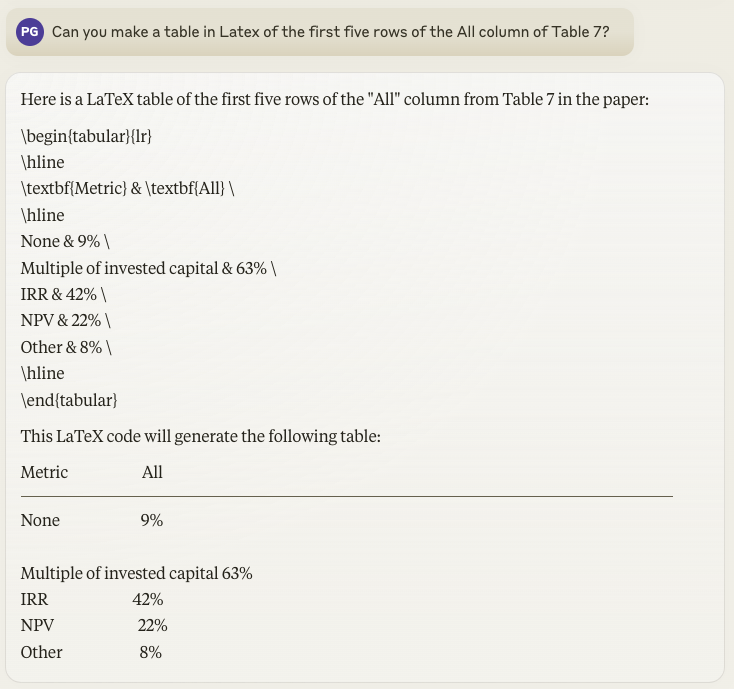 PG Can you make a table in Latex of the first five rows of the All column of Table 7?
Here is a LaTeX table of the first five rows of the "All" column from Table 7 in the paper:
\begin{tabular}{lr}
\hline
\textbf{Metric} & \textbf{All} \
\hline
None & 9% \
Multiple of invested capital & 63% \
IRR & 42% \
NPV & 22% \
Other & 8% \
\hline
\end{tabular}
This LaTeX code will generate the following table:
Metric All
None 9%
Multiple of invested capital 63%
IRR 42%
NPV 22%
Other 8%